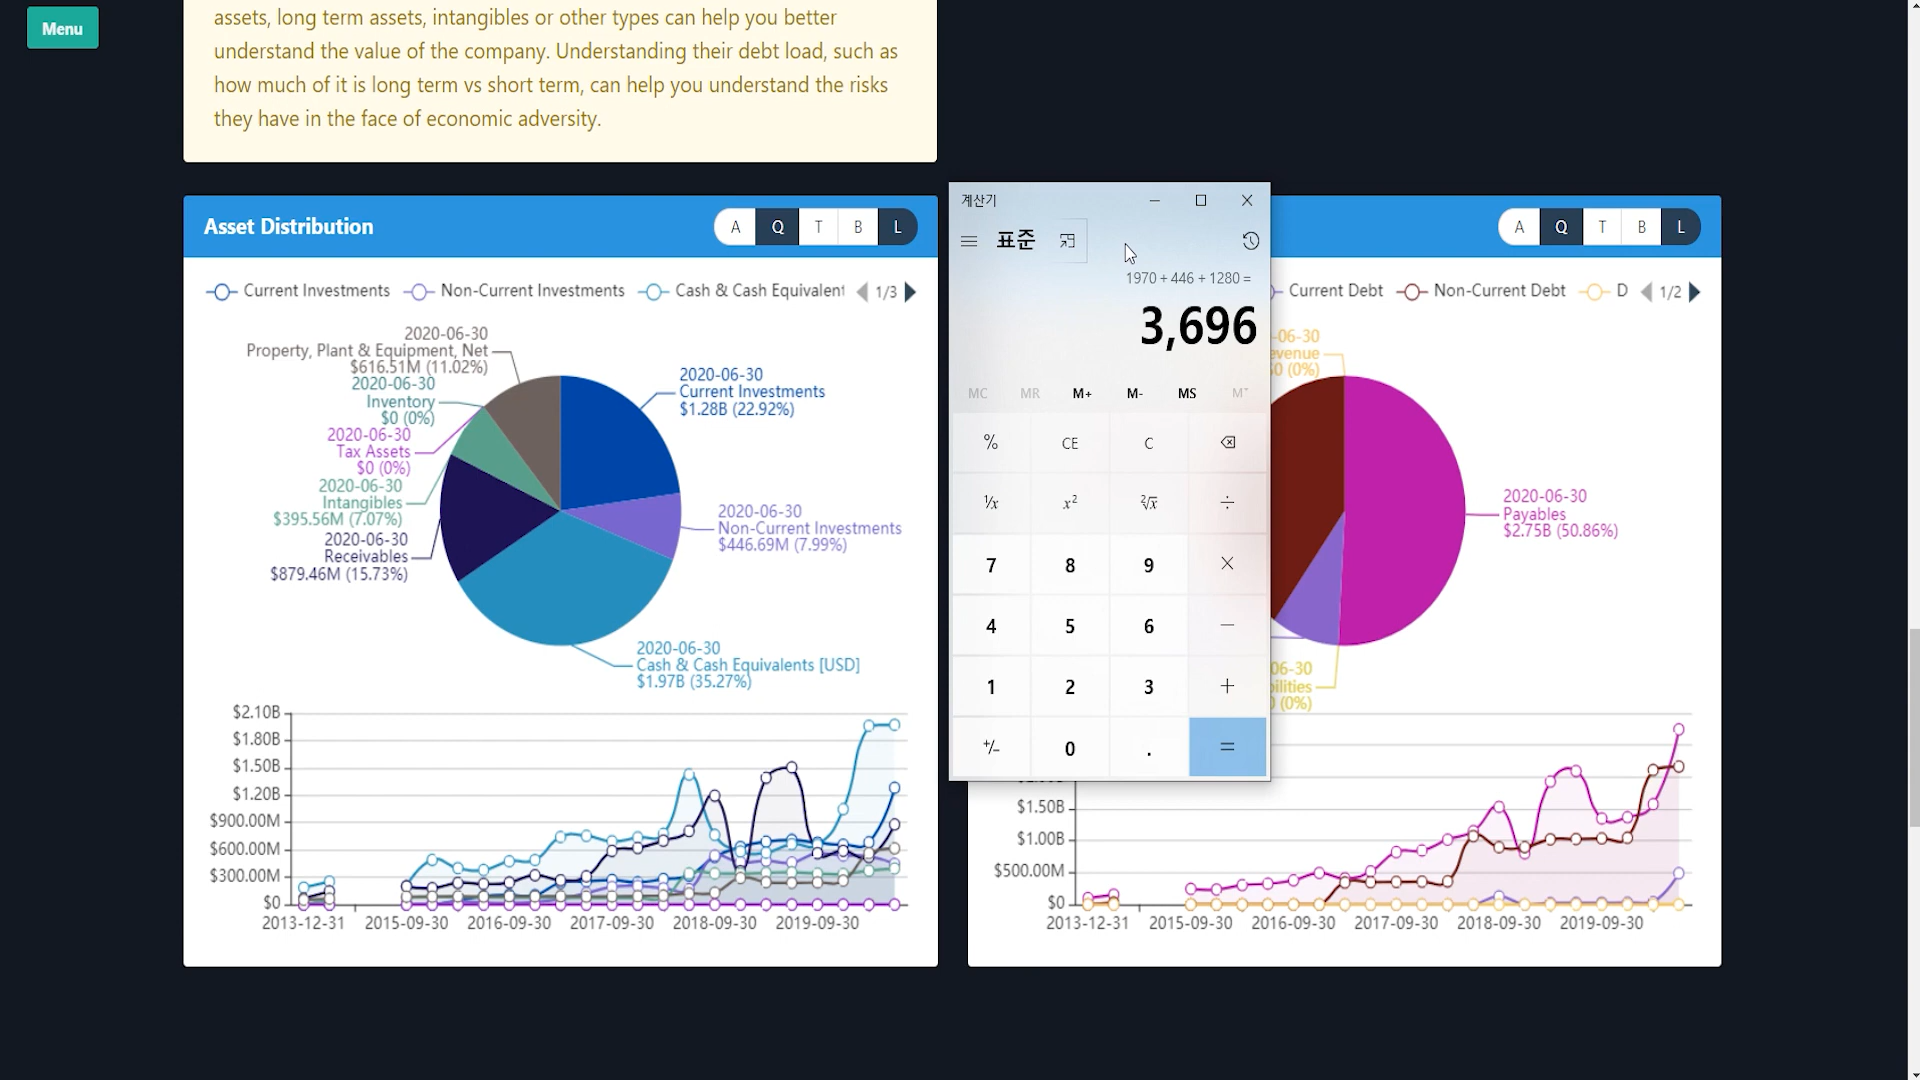 Menu
assets, long term assets, intangibles or other types can help you better
understand the value of the company. Understanding their debt load, such as
how much of it is long term vs short term, can help you understand the risks
they have in the face of economic adversity.
Asset Distribution
A Q T B L
Current Investments Non-Current Investments Cash & Cash Equivalent 1/3
2020-06-30
Property, Plant & Equipment, Net
$616.51M (11.02%)
2020-06-30
Inventory
$0 (0%)
2020-06-30
Tax Assets
$0 (0%)
2020-06-30
Intangibles
$395.56M (7.07%)
2020-06-30
Receivables
$879.46M (15.73%)
2020-06-30
Current Investments
$1.28B (22.92%)
2020-06-30
Non-Current Investments
$446.69M (7.99%)
2020-06-30
Cash & Cash Equivalents [USD]
$1.97B (35.27%)
$2.10B
$1.80B
$1.50B
$1.20B
$900.00M
$600.00M
$300.00M
$0
2013-12-31 2015-09-30 2016-09-30 2017-09-30 2018-09-30 2019-09-30
계산기
표준
1970 + 446 + 1280 =
3,696
MC MR M+ M- MS M˅
% CE C
¹/x x² ²√x ÷
7 8 9 ×
4 5 6 −
1 2 3 +
+/- 0 . =
A Q T B L
Current Debt Non-Current Debt D 1/2
-06-30
evenue
0 (0%)
2020-06-30
Payables
$2.75B (50.86%)
06-30
bilities
(0%)
$1.50B
$1.00B
$500.00M
$0
2013-12-31 2015-09-30 2016-09-30 2017-09-30 2018-09-30 2019-09-30